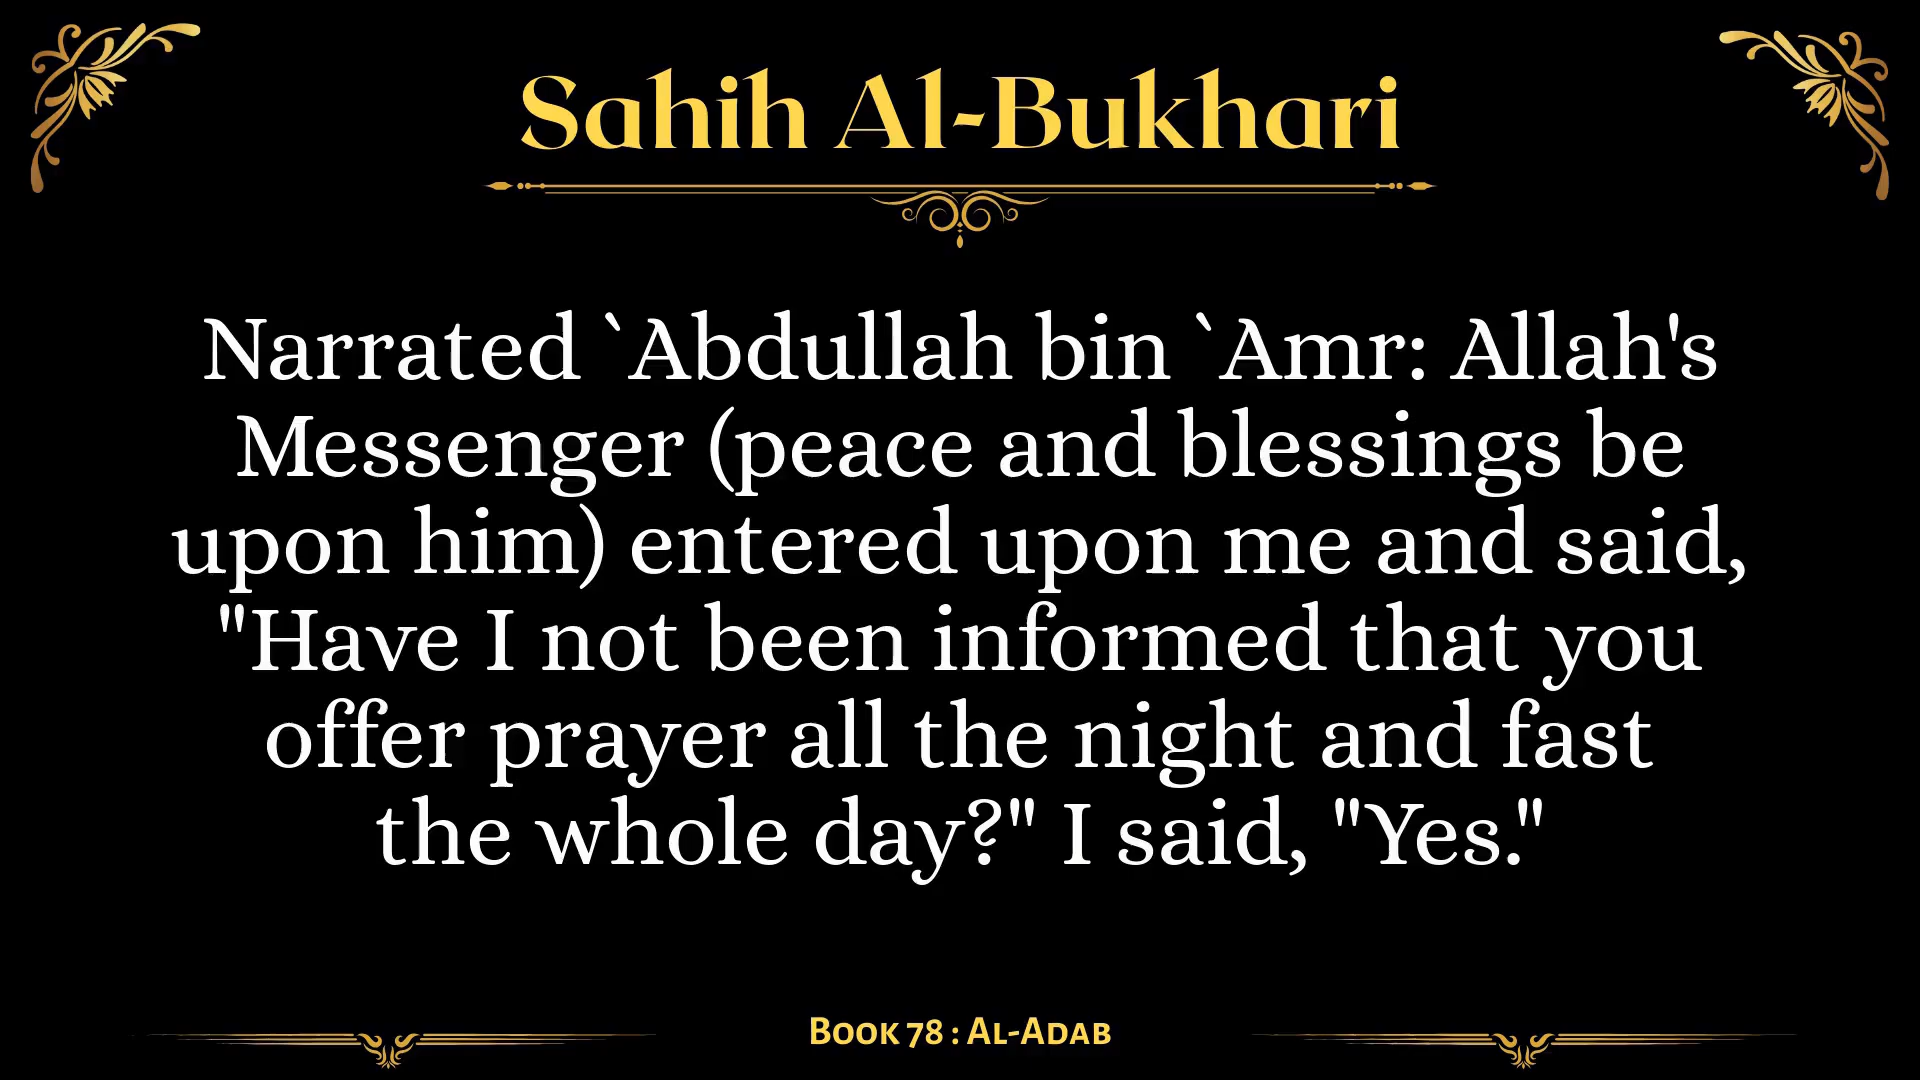 Sahih Al-Bukhari
Narrated `Abdullah bin `Amr: Allah's
Messenger (peace and blessings be
upon him) entered upon me and said,
"Have I not been informed that you
offer prayer all the night and fast
the whole day?" I said, "Yes."
Book 78 : Al-Adab